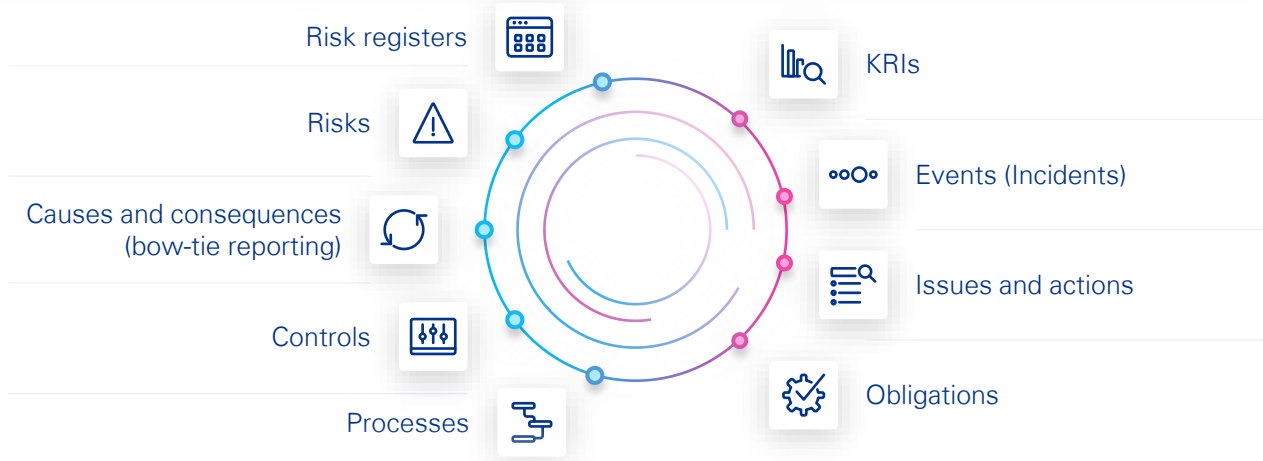 Risk registers
Risks
Causes and consequences
(bow-tie reporting)
Controls
Processes
KRIs
Events (Incidents)
Issues and actions
Obligations